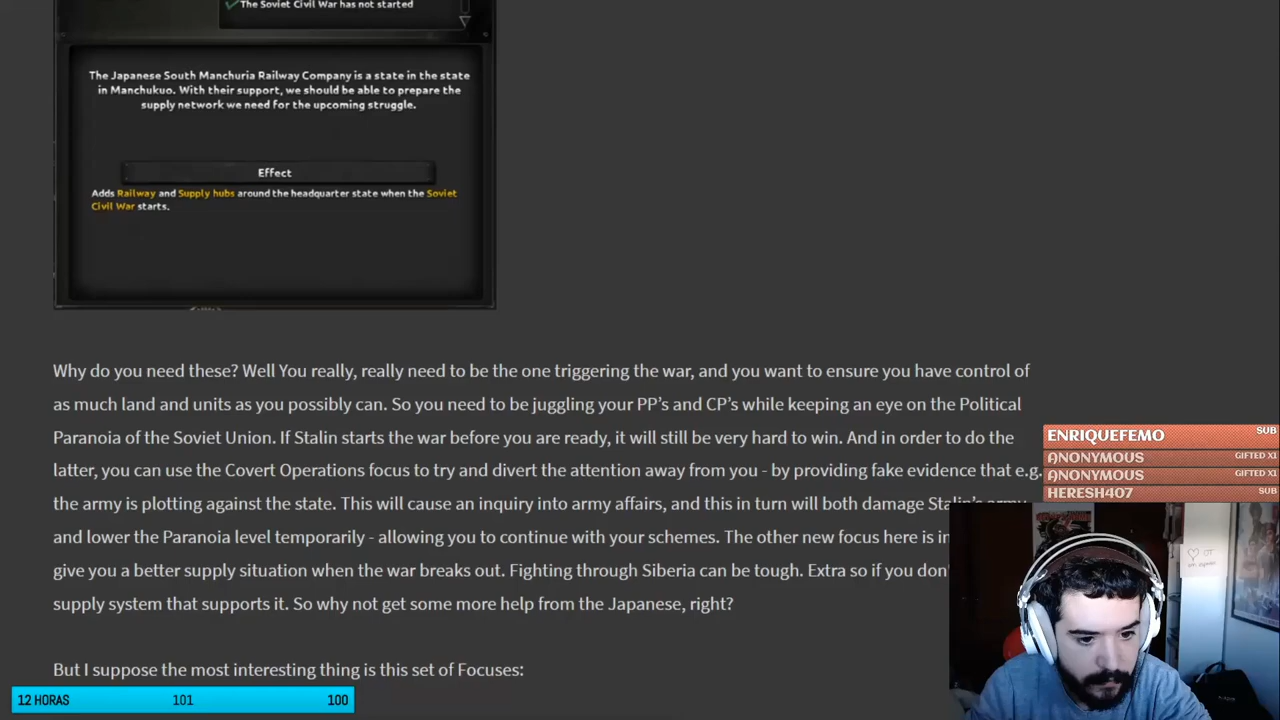 The Soviet Civil War has not started
The Japanese South Manchuria Railway Company is a state in the state
in Manchukuo. With their support, we should be able to prepare the
supply network we need for the upcoming struggle.
Effect
Adds Railway and Supply hubs around the headquarter state when the Soviet
Civil War starts.
Why do you need these? Well You really, really need to be the one triggering the war, and you want to ensure you have control of
as much land and units as you possibly can. So you need to be juggling your PP’s and CP’s while keeping an eye on the Political
Paranoia of the Soviet Union. If Stalin starts the war before you are ready, it will still be very hard to win. And in order to do the
latter, you can use the Covert Operations focus to try and divert the attention away from you - by providing fake evidence that e.g.
the army is plotting against the state. This will cause an inquiry into army affairs, and this in turn will both damage Stalin’s army
and lower the Paranoia level temporarily - allowing you to continue with your schemes. The other new focus here is in
give you a better supply situation when the war breaks out. Fighting through Siberia can be tough. Extra so if you don'
supply system that supports it. So why not get some more help from the Japanese, right?
But I suppose the most interesting thing is this set of Focuses:
ENRIQUEFEMO SUB
ANONYMOUS GIFTED X1
ANONYMOUS GIFTED X1
HERESH407 SUB
12 HORAS 101 100